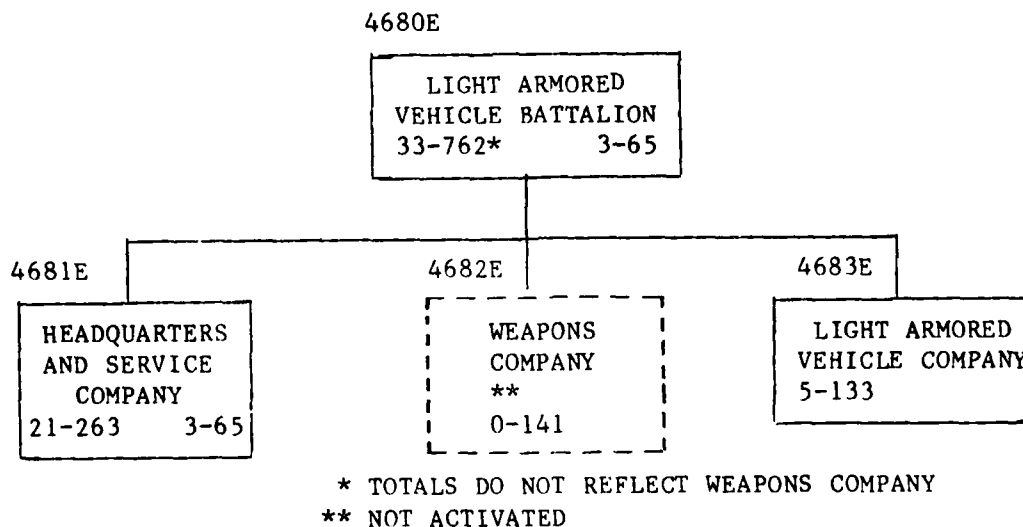 4680E
LIGHT ARMORED
VEHICLE BATTALION
33-762* 3-65
4681E
HEADQUARTERS
AND SERVICE
COMPANY
21-263 3-65
4682E
WEAPONS
COMPANY
**
0-141
4683E
LIGHT ARMORED
VEHICLE COMPANY
5-133
* TOTALS DO NOT REFLECT WEAPONS COMPANY
** NOT ACTIVATED